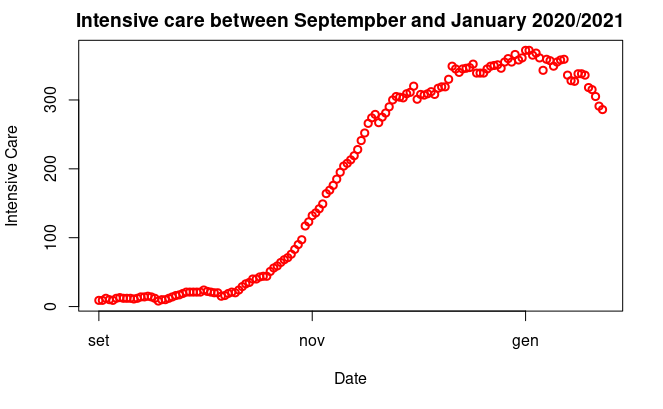 Intensive care between Septempber and January 2020/2021
Intensive Care
300
200
100
0
set nov gen
Date